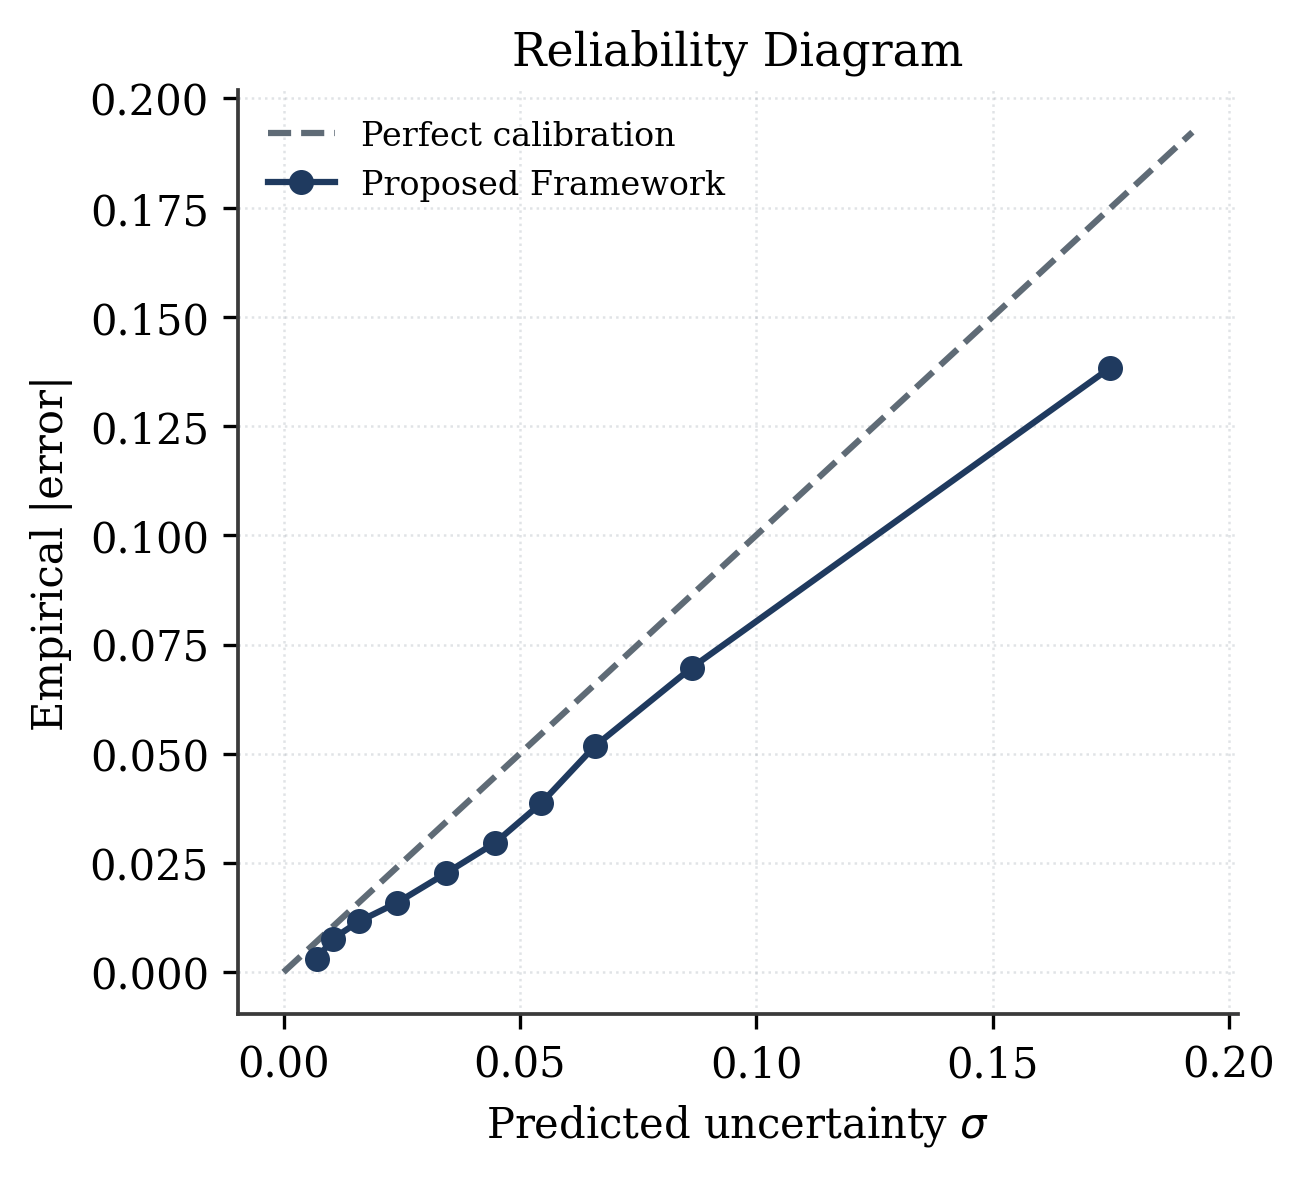 Reliability Diagram
Perfect calibration
Proposed Framework
0.200
0.175
0.150
0.125
0.100
0.075
0.050
0.025
0.000
Empirical |error|
0.00 0.05 0.10 0.15 0.20
Predicted uncertainty σ